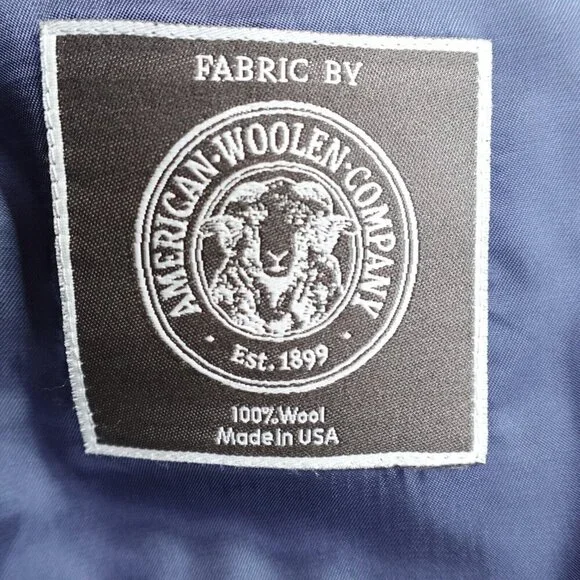 FABRIC BY
AMERICAN·WOOLEN·COMPANY
· EST. 1899 ·
100% Wool
Made in USA